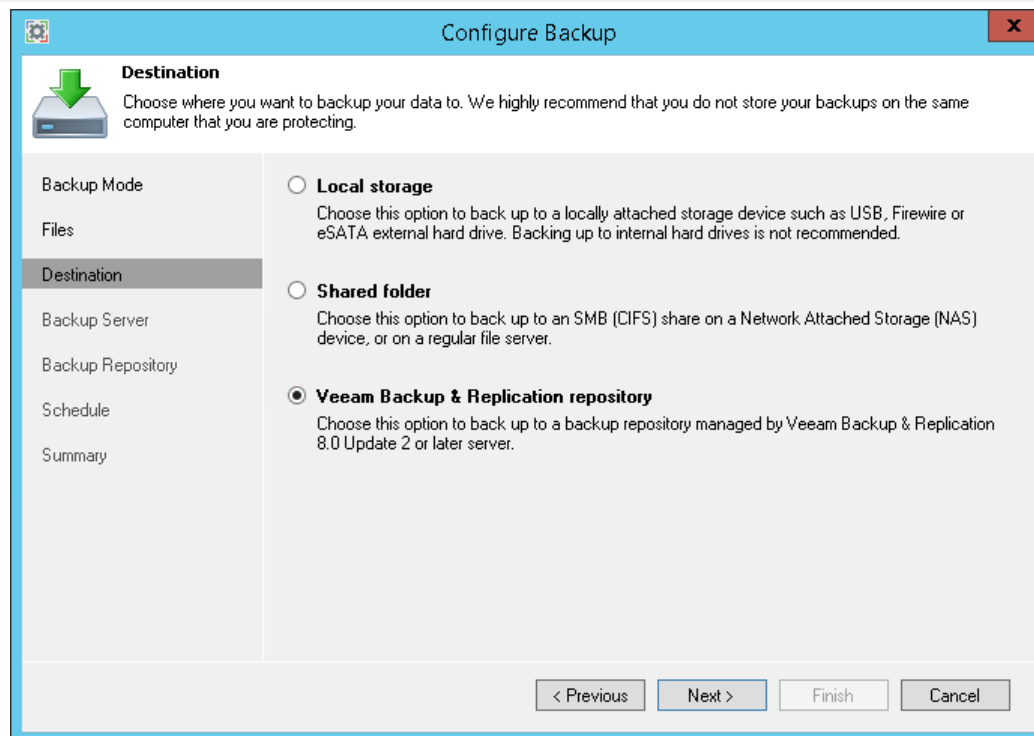 Configure Backup
x
Destination
Choose where you want to backup your data to. We highly recommend that you do not store your backups on the same
computer that you are protecting.
Backup Mode
Files
Destination
Backup Server
Backup Repository
Schedule
Summary
Local storage
Choose this option to back up to a locally attached storage device such as USB, Firewire or
eSATA external hard drive. Backing up to internal hard drives is not recommended.
Shared folder
Choose this option to back up to an SMB (CIFS) share on a Network Attached Storage (NAS)
device, or on a regular file server.
Veeam Backup & Replication repository
Choose this option to back up to a backup repository managed by Veeam Backup & Replication
8.0 Update 2 or later server.
< Previous
Next >
Finish
Cancel